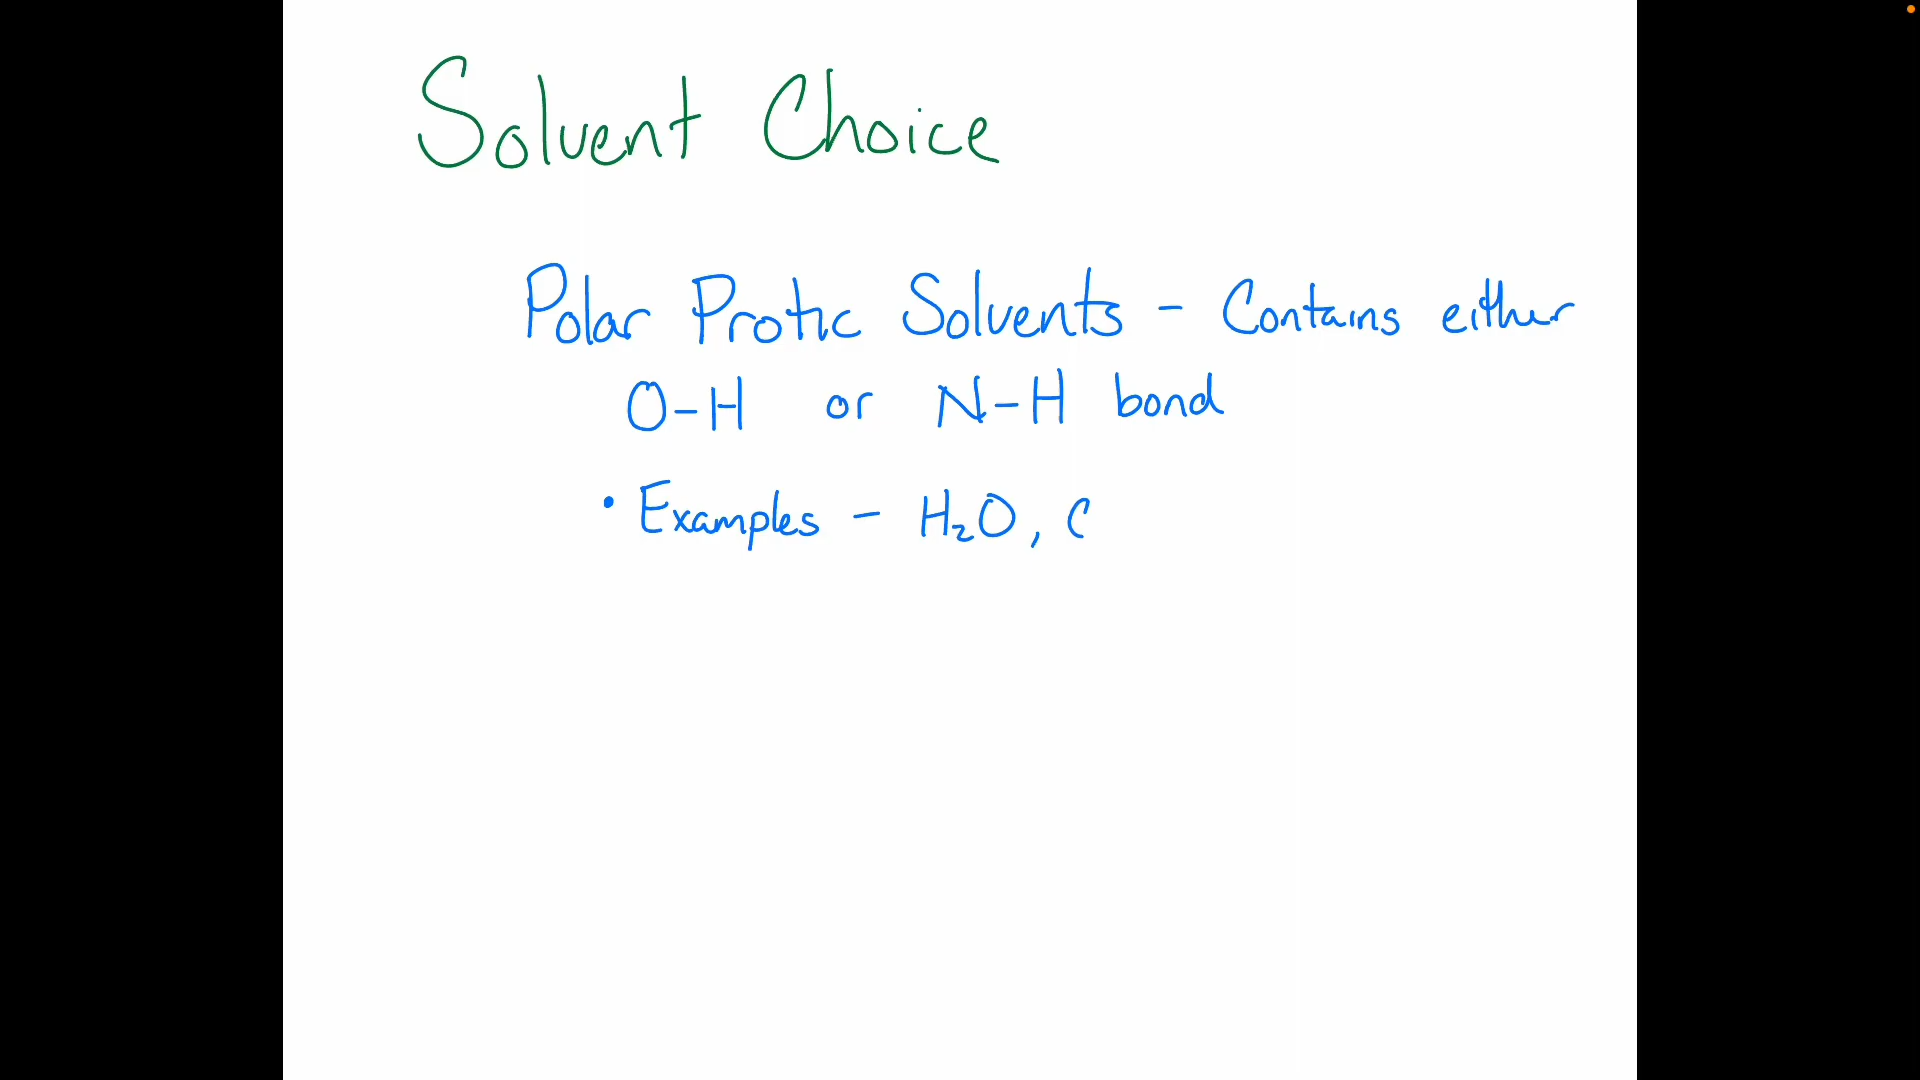 Solvent Choice
Polar Protic Solvents - Contains either
O-H or N-H bond
• Examples - H₂O, C